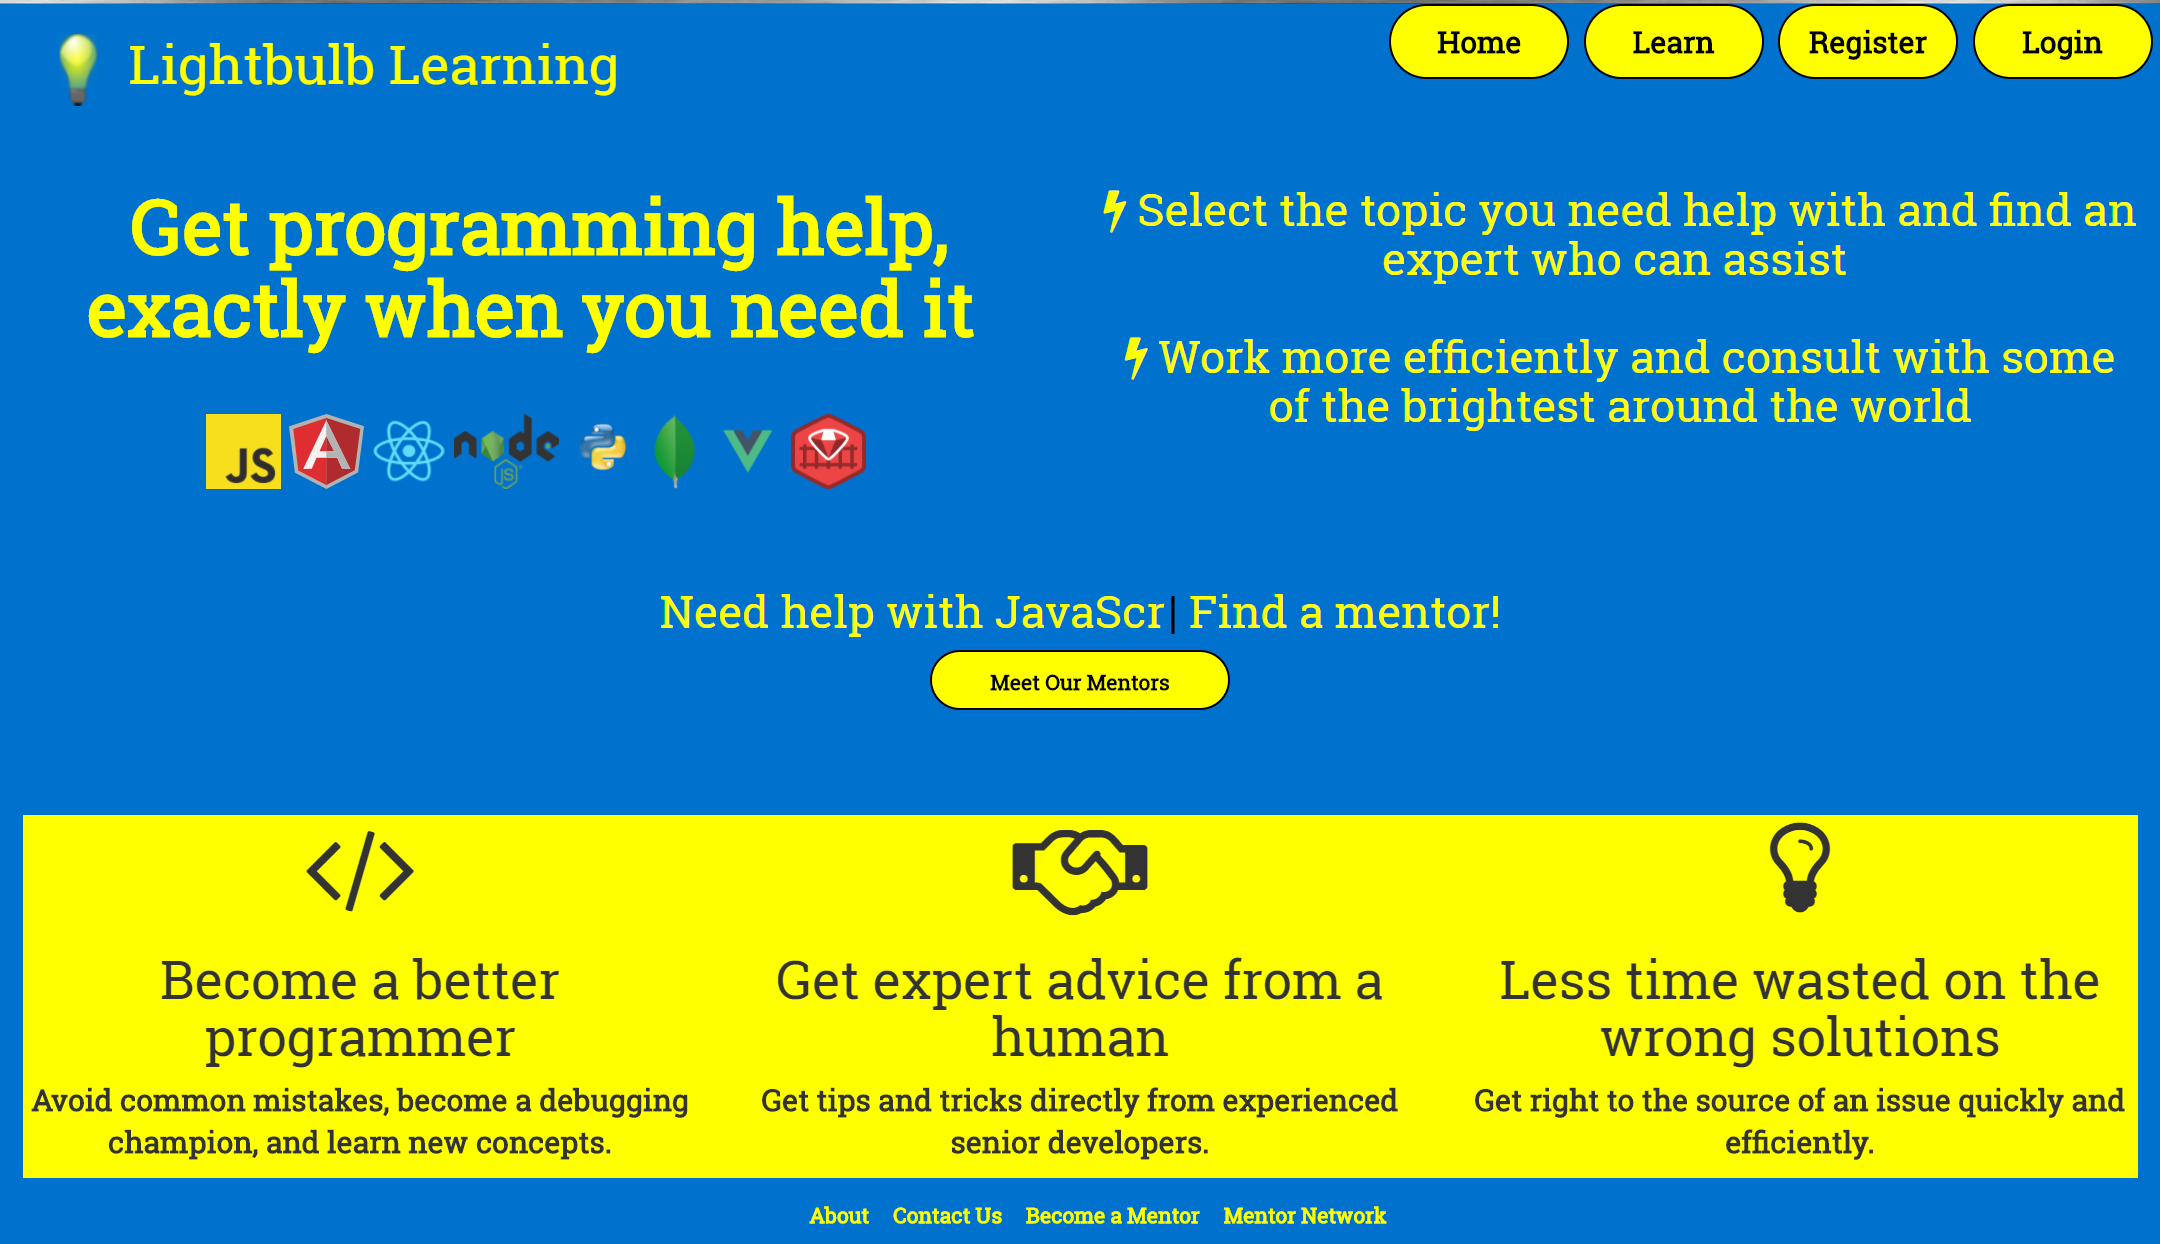 Lightbulb Learning
Home
Learn
Register
Login
Get programming help,
exactly when you need it
Select the topic you need help with and find an
expert who can assist
Work more efficiently and consult with some
of the brightest around the world
JS
A
node
JS
Need help with JavaScr| Find a mentor!
Meet Our Mentors
</>
Become a better
programmer
Avoid common mistakes, become a debugging
champion, and learn new concepts.
Get expert advice from a
human
Get tips and tricks directly from experienced
senior developers.
Less time wasted on the
wrong solutions
Get right to the source of an issue quickly and
efficiently.
About
Contact Us
Become a Mentor
Mentor Network